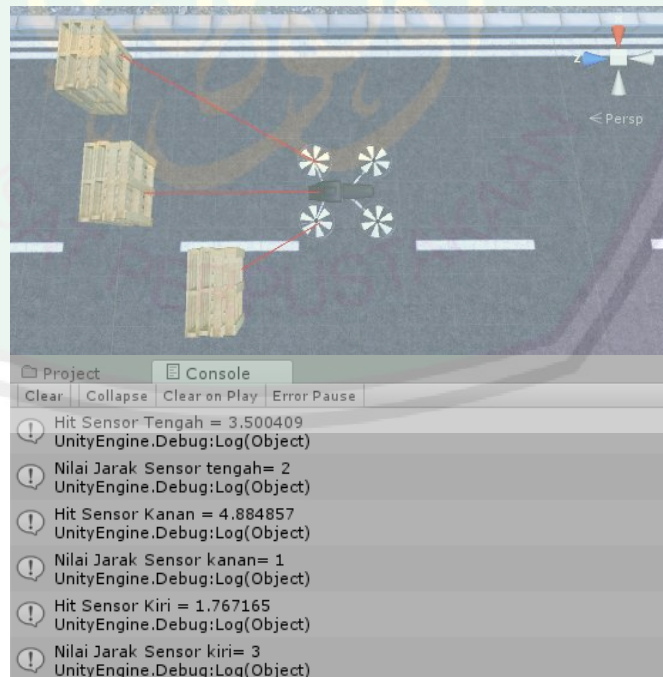 z
<Persp
Project
Console
Clear
Collapse
Clear on Play
Error Pause
Hit Sensor Tengah = 3.500409
UnityEngine.Debug:Log(Object)
Nilai Jarak Sensor tengah= 2
UnityEngine.Debug:Log(Object)
Hit Sensor Kanan = 4.884857
UnityEngine.Debug:Log(Object)
Nilai Jarak Sensor kanan= 1
UnityEngine.Debug:Log(Object)
Hit Sensor Kiri = 1.767165
UnityEngine.Debug:Log(Object)
Nilai Jarak Sensor kiri= 3
UnityEngine.Debug:Log(Object)